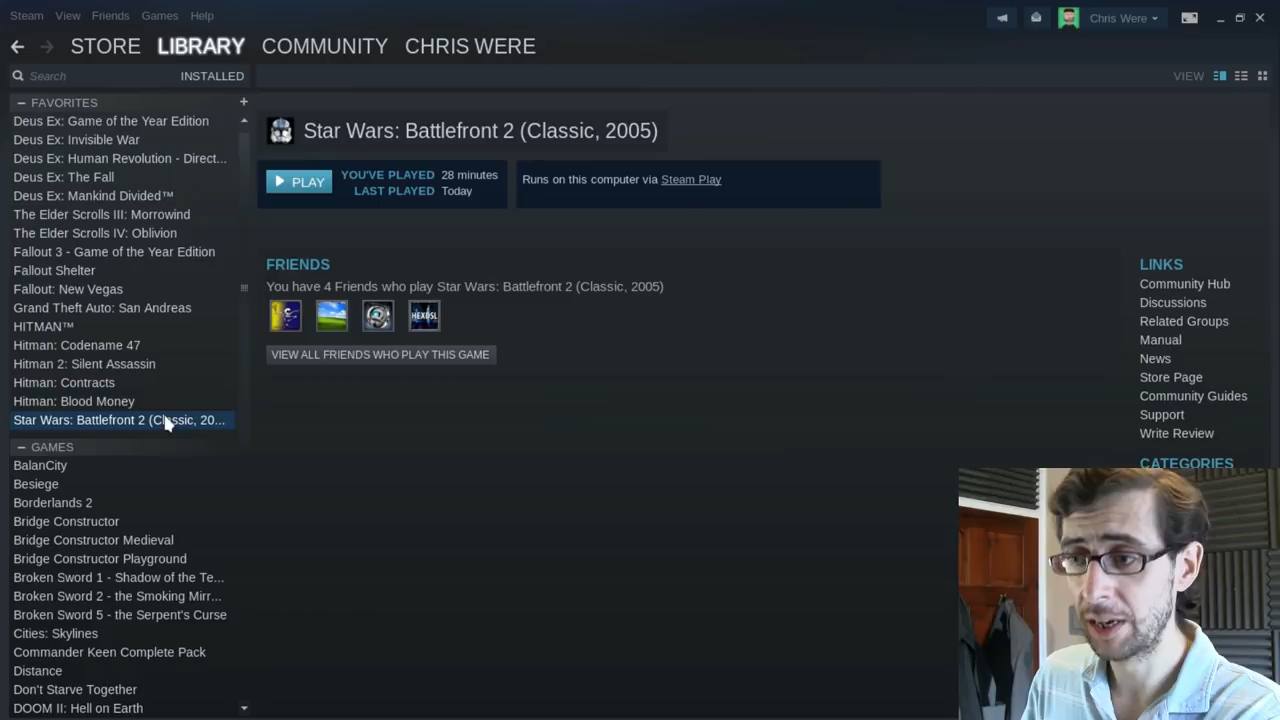 Steam View Friends Games Help
Chris Were
STORE LIBRARY COMMUNITY CHRIS WERE
Search INSTALLED
VIEW
FAVORITES
Deus Ex: Game of the Year Edition
Deus Ex: Invisible War
Deus Ex: Human Revolution - Direct...
Deus Ex: The Fall
Deus Ex: Mankind Divided™
The Elder Scrolls III: Morrowind
The Elder Scrolls IV: Oblivion
Fallout 3 - Game of the Year Edition
Fallout Shelter
Fallout: New Vegas
Grand Theft Auto: San Andreas
HITMAN™
Hitman: Codename 47
Hitman 2: Silent Assassin
Hitman: Contracts
Hitman: Blood Money
Star Wars: Battlefront 2 (Classic, 20...
GAMES
BalanCity
Besiege
Borderlands 2
Bridge Constructor
Bridge Constructor Medieval
Bridge Constructor Playground
Broken Sword 1 - Shadow of the Te...
Broken Sword 2 - the Smoking Mirr...
Broken Sword 5 - the Serpent's Curse
Cities: Skylines
Commander Keen Complete Pack
Distance
Don't Starve Together
DOOM II: Hell on Earth
Star Wars: Battlefront 2 (Classic, 2005)
PLAY
YOU'VE PLAYED 28 minutes
LAST PLAYED Today
Runs on this computer via Steam Play
FRIENDS
You have 4 Friends who play Star Wars: Battlefront 2 (Classic, 2005)
HEXDSL
VIEW ALL FRIENDS WHO PLAY THIS GAME
LINKS
Community Hub
Discussions
Related Groups
Manual
News
Store Page
Community Guides
Support
Write Review
CATEGORIES